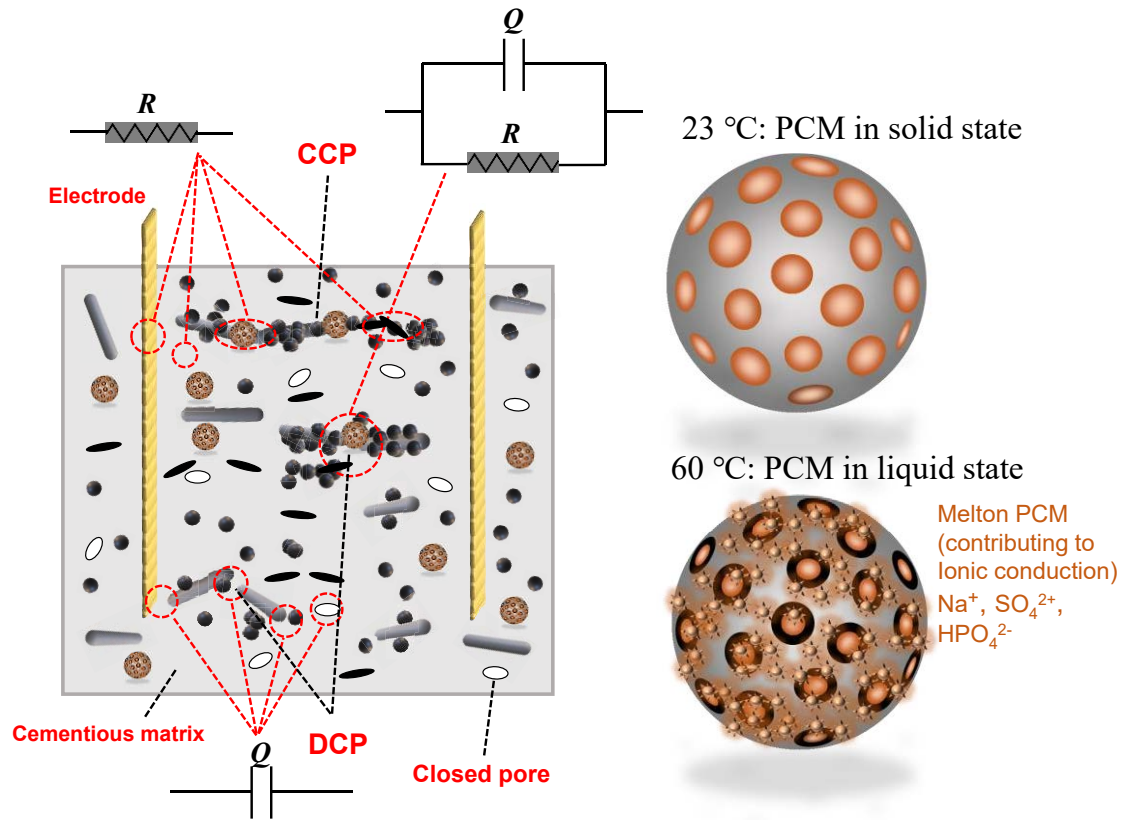 Q
R
R
CCP
Electrode
23 °C: PCM in solid state
60 °C: PCM in liquid state
Melton PCM
(contributing to
Ionic conduction)
Na⁺, SO₄²⁺,
HPO₄²⁻
Cementious matrix
Q
DCP
Closed pore